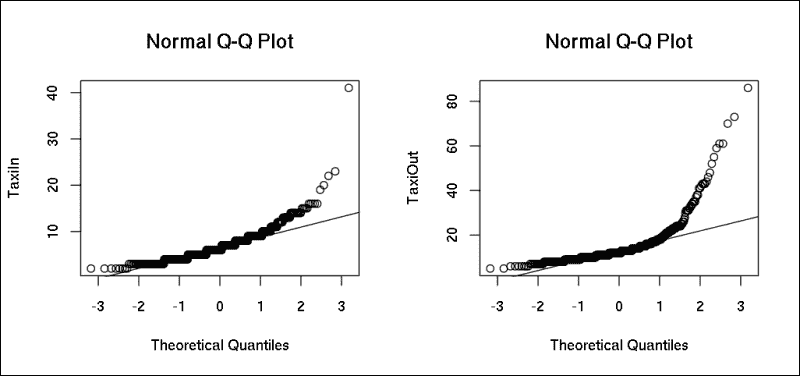 Normal Q-Q Plot
TaxiIn
40
30
20
10
-3 -2 -1 0 1 2 3
Theoretical Quantiles
Normal Q-Q Plot
TaxiOut
80
60
40
20
-3 -2 -1 0 1 2 3
Theoretical Quantiles